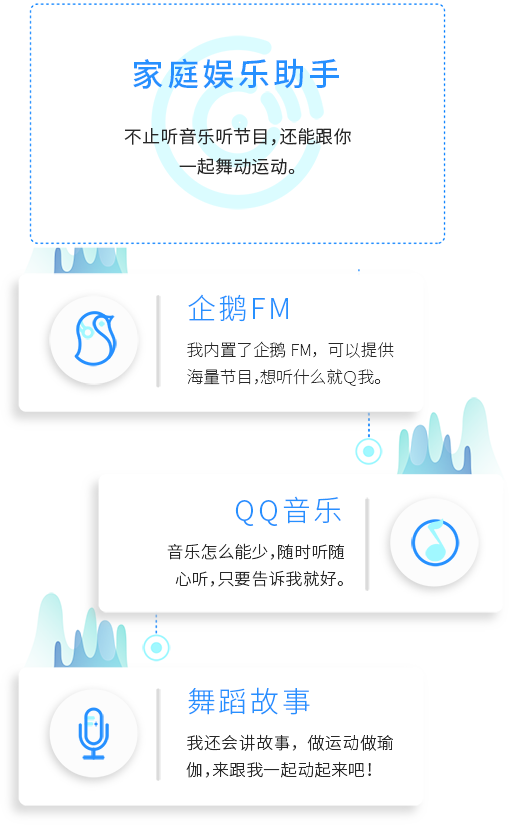 家庭娱乐助手
不止听音乐听节目,还能跟你
一起舞动运动。
企鹅FM
我内置了企鹅 FM，可以提供
海量节目,想听什么就Q我。
QQ音乐
音乐怎么能少,随时听随
心听,只要告诉我就好。
舞蹈故事
我还会讲故事，做运动做瑜
伽,来跟我一起动起来吧！